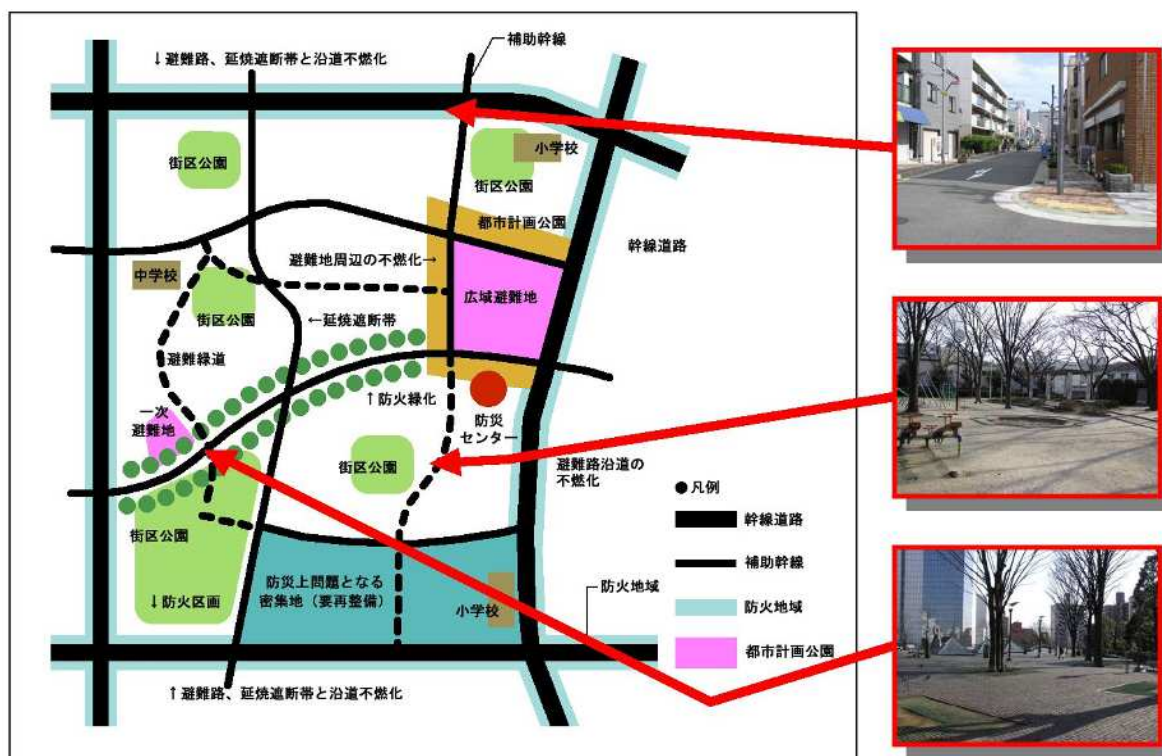 補助幹線
↓避難路、延焼遮断帯と沿道不燃化
小学校
街区公園
街区公園
都市計画公園
幹線道路
避難地周辺の不燃化→
中学校
広域避難地
街区公園
←延焼遮断帯
避難緑道
↑防火緑化
一次
避難地
防災
センター
街区公園
避難路沿道の
不燃化
●凡例
幹線道路
街区公園
補助幹線
防災上問題となる
密集地（要再整備）
小学校
防火地域
↓防火区画
防火地域
都市計画公園
↑避難路、延焼遮断帯と沿道不燃化